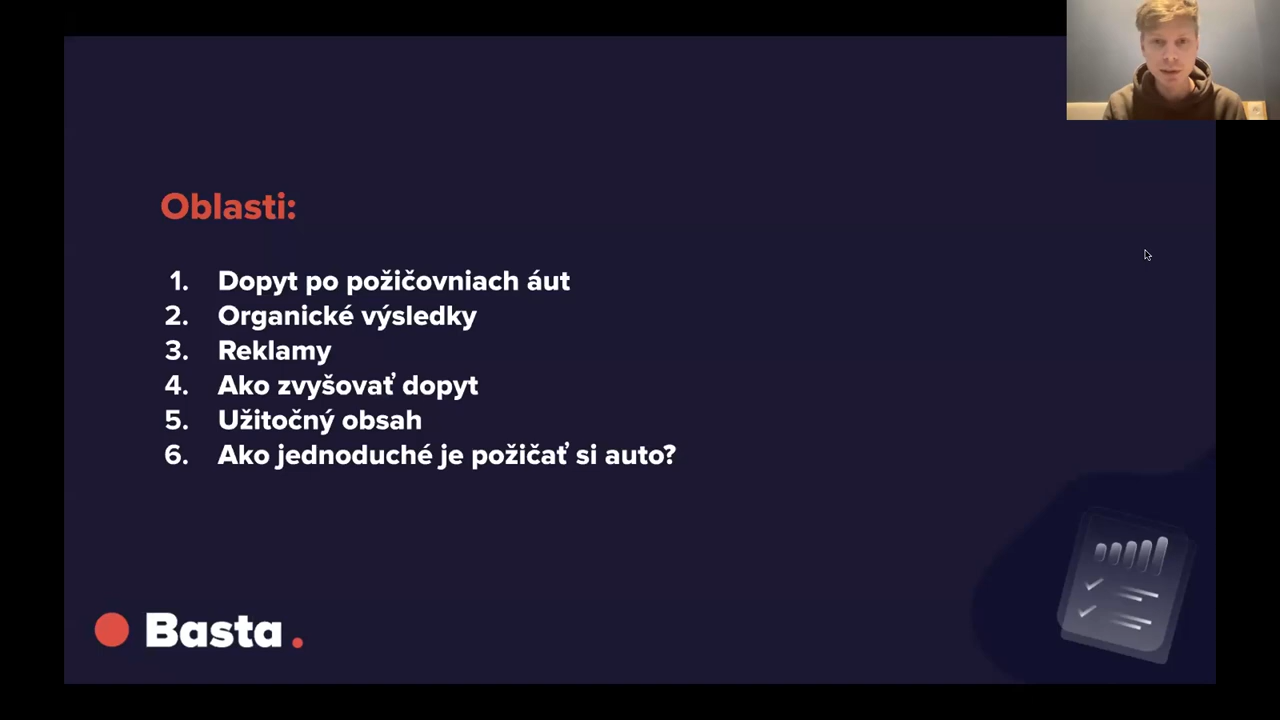 Oblasti:
1. Dopyt po požičovniach áut
2. Organické výsledky
3. Reklamy
4. Ako zvyšovať dopyt
5. Užitočný obsah
6. Ako jednoduché je požičať si auto?
Basta.